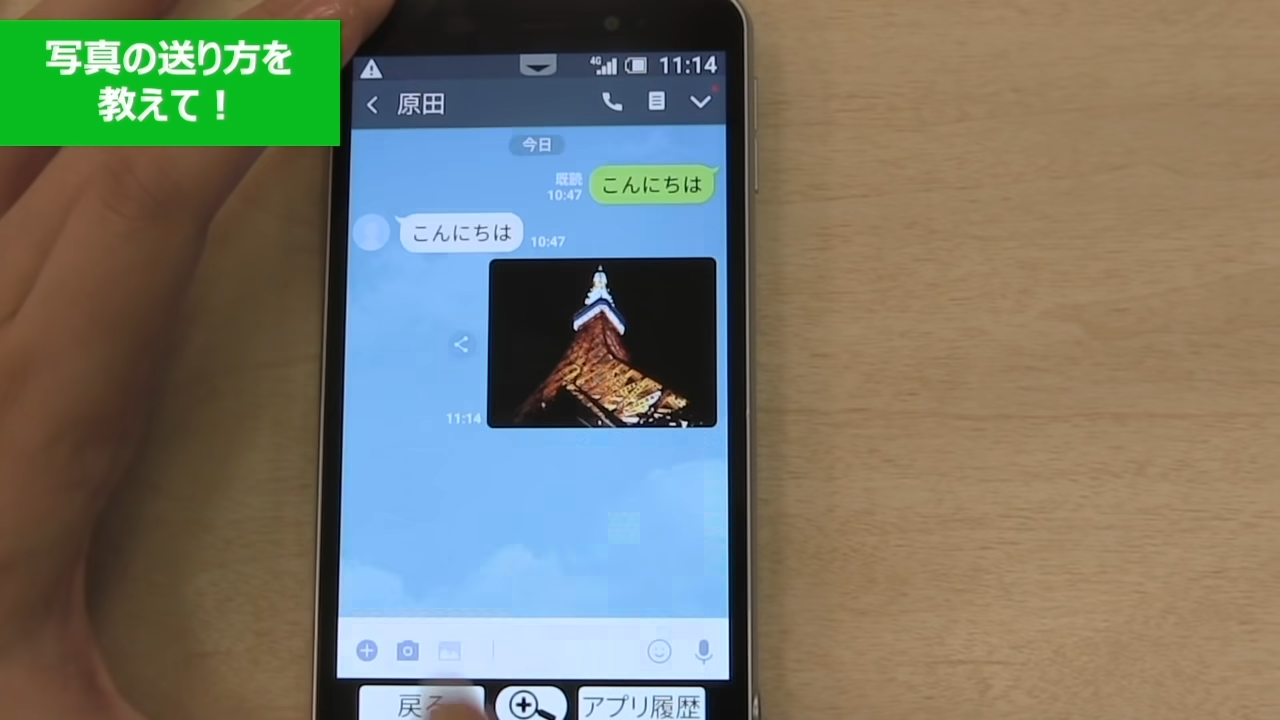 写真の送り方を
教えて！
4G 11:14
原田
今日
既読
10:47
こんにちは
こんにちは
10:47
11:14
戻る
アプリ履歴